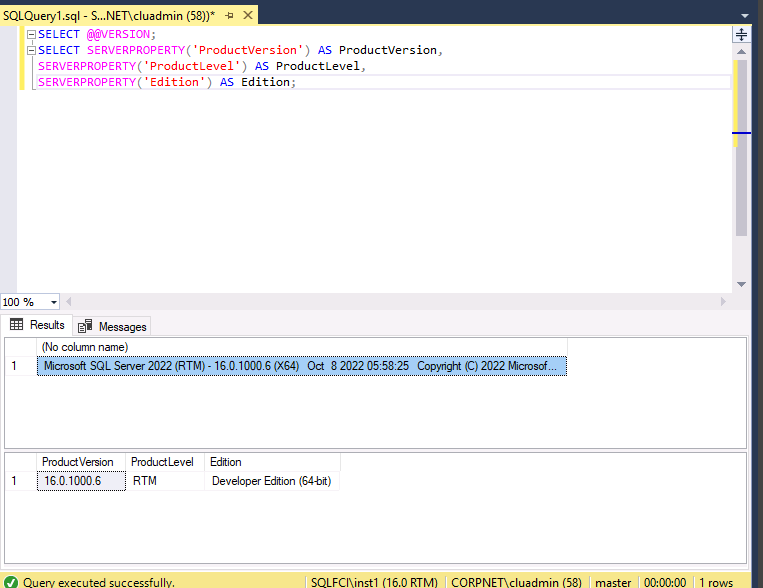 SQLQuery1.sql - S...NET\cluadmin (58))*
SELECT @@VERSION;
SELECT SERVERPROPERTY('ProductVersion') AS ProductVersion,
SERVERPROPERTY('ProductLevel') AS ProductLevel,
SERVERPROPERTY('Edition') AS Edition;
100 %
Results Messages
(No column name)
1 Microsoft SQL Server 2022 (RTM) - 16.0.1000.6 (X64) Oct 8 2022 05:58:25 Copyright (C) 2022 Microsof...
ProductVersion ProductLevel Edition
1 16.0.1000.6 RTM Developer Edition (64-bit)
Query executed successfully. SQLFCI\inst1 (16.0 RTM) CORPNET\cluadmin (58) master 00:00:00 1 rows